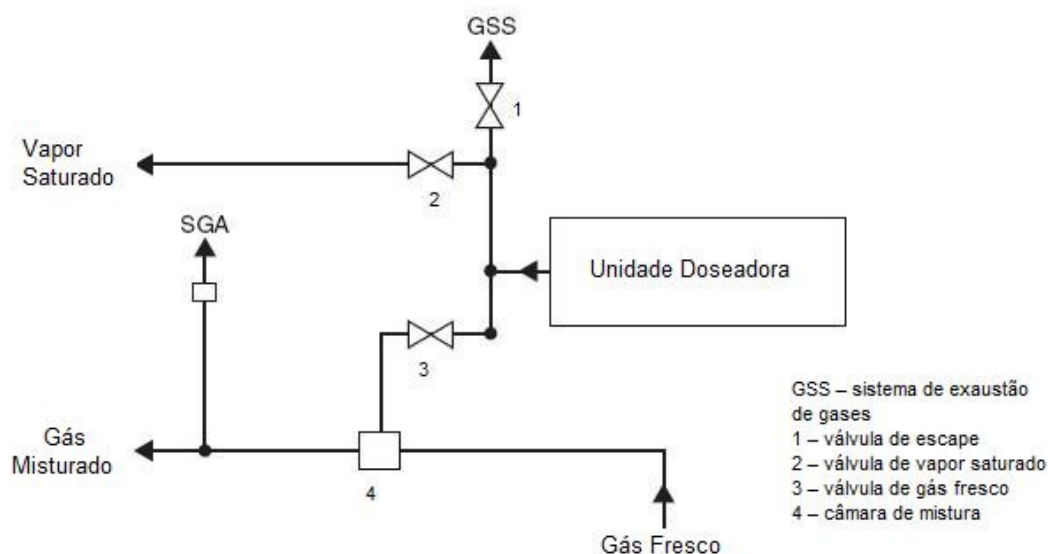 GSS
1
Vapor
Saturado
2
SGA
Unidade Doseadora
3
Gás
Misturado
4
Gás Fresco
GSS – sistema de exaustão
de gases
1 – válvula de escape
2 – válvula de vapor saturado
3 – válvula de gás fresco
4 – câmara de mistura